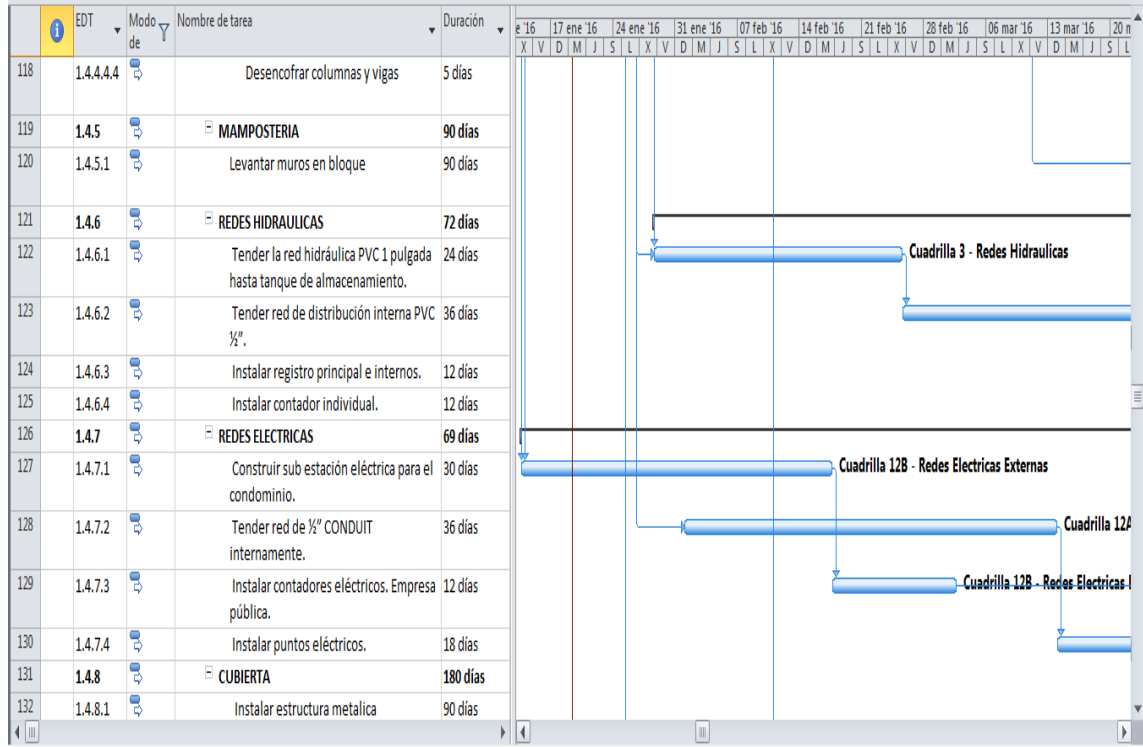 EDT Modo de Nombre de tarea Duración
e '16 17 ene '16 24 ene '16 31 ene '16 07 feb '16 14 feb '16 21 feb '16 28 feb '16 06 mar '16 13 mar '16 20 m
X V D M J S L X V D M J S L X V D M J S L X V D M J S L X V D M J S L
118 1.4.4.4.4 Desencofrar columnas y vigas 5 días
119 1.4.5 MAMPOSTERIA 90 días
120 1.4.5.1 Levantar muros en bloque 90 días
121 1.4.6 REDES HIDRAULICAS 72 días
122 1.4.6.1 Tender la red hidráulica PVC 1 pulgada 24 días Cuadrilla 3 - Redes Hidraulicas
hasta tanque de almacenamiento.
123 1.4.6.2 Tender red de distribución interna PVC 36 días
½”.
124 1.4.6.3 Instalar registro principal e internos. 12 días
125 1.4.6.4 Instalar contador individual. 12 días
126 1.4.7 REDES ELECTRICAS 69 días
127 1.4.7.1 Construir sub estación eléctrica para el 30 días Cuadrilla 12B - Redes Electricas Externas
condominio.
128 1.4.7.2 Tender red de ½” CONDUIT 36 días Cuadrilla 12A
internamente.
129 1.4.7.3 Instalar contadores eléctricos. Empresa 12 días Cuadrilla 12B - Redes Electricas
pública.
130 1.4.7.4 Instalar puntos eléctricos. 18 días
131 1.4.8 CUBIERTA 180 días
132 1.4.8.1 Instalar estructura metalica 90 días